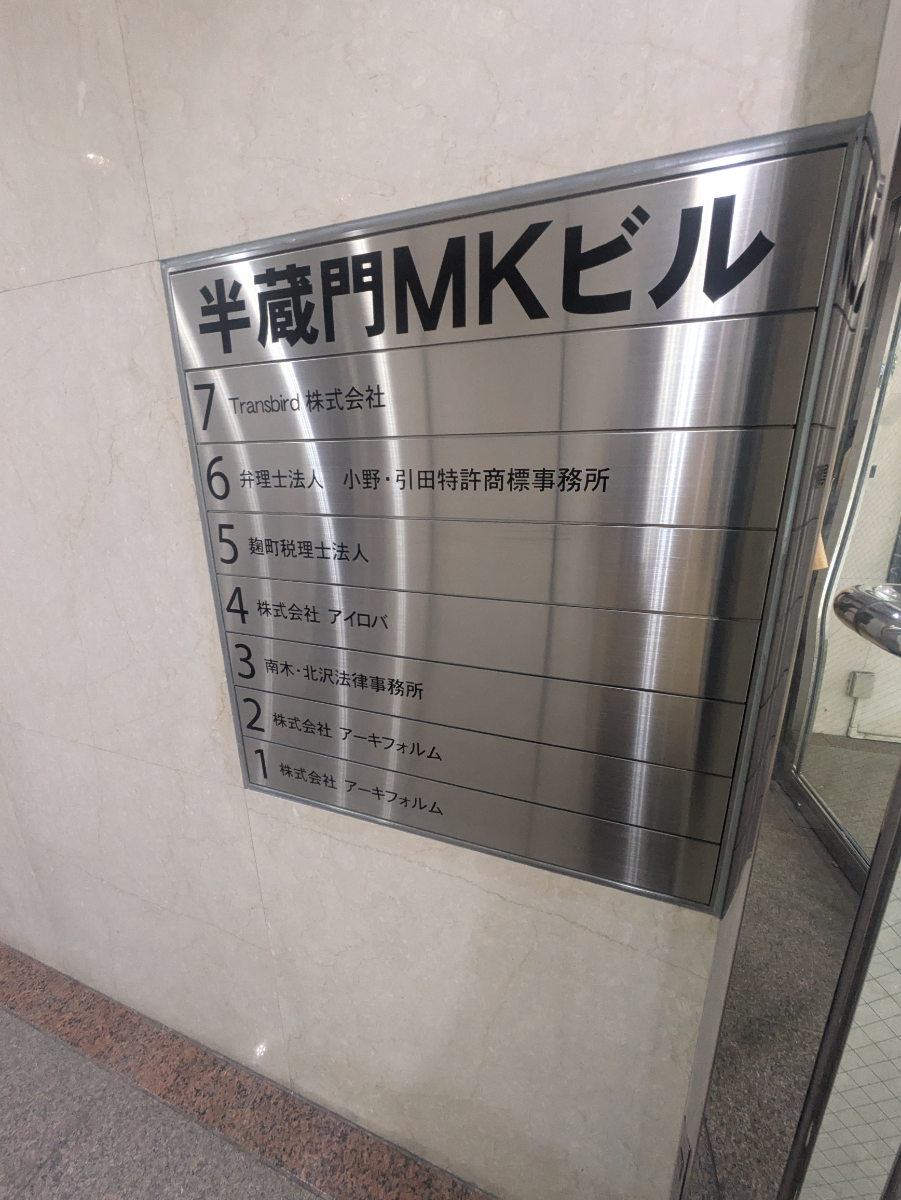 半蔵門MKビル
7 Transbird 株式会社
6 弁理士法人 小野・引田特許商標事務所
5 麹町税理士法人
4 株式会社 アイロバ
3 南木・北沢法律事務所
2 株式会社 アーキフォルム
1 株式会社 アーキフォルム